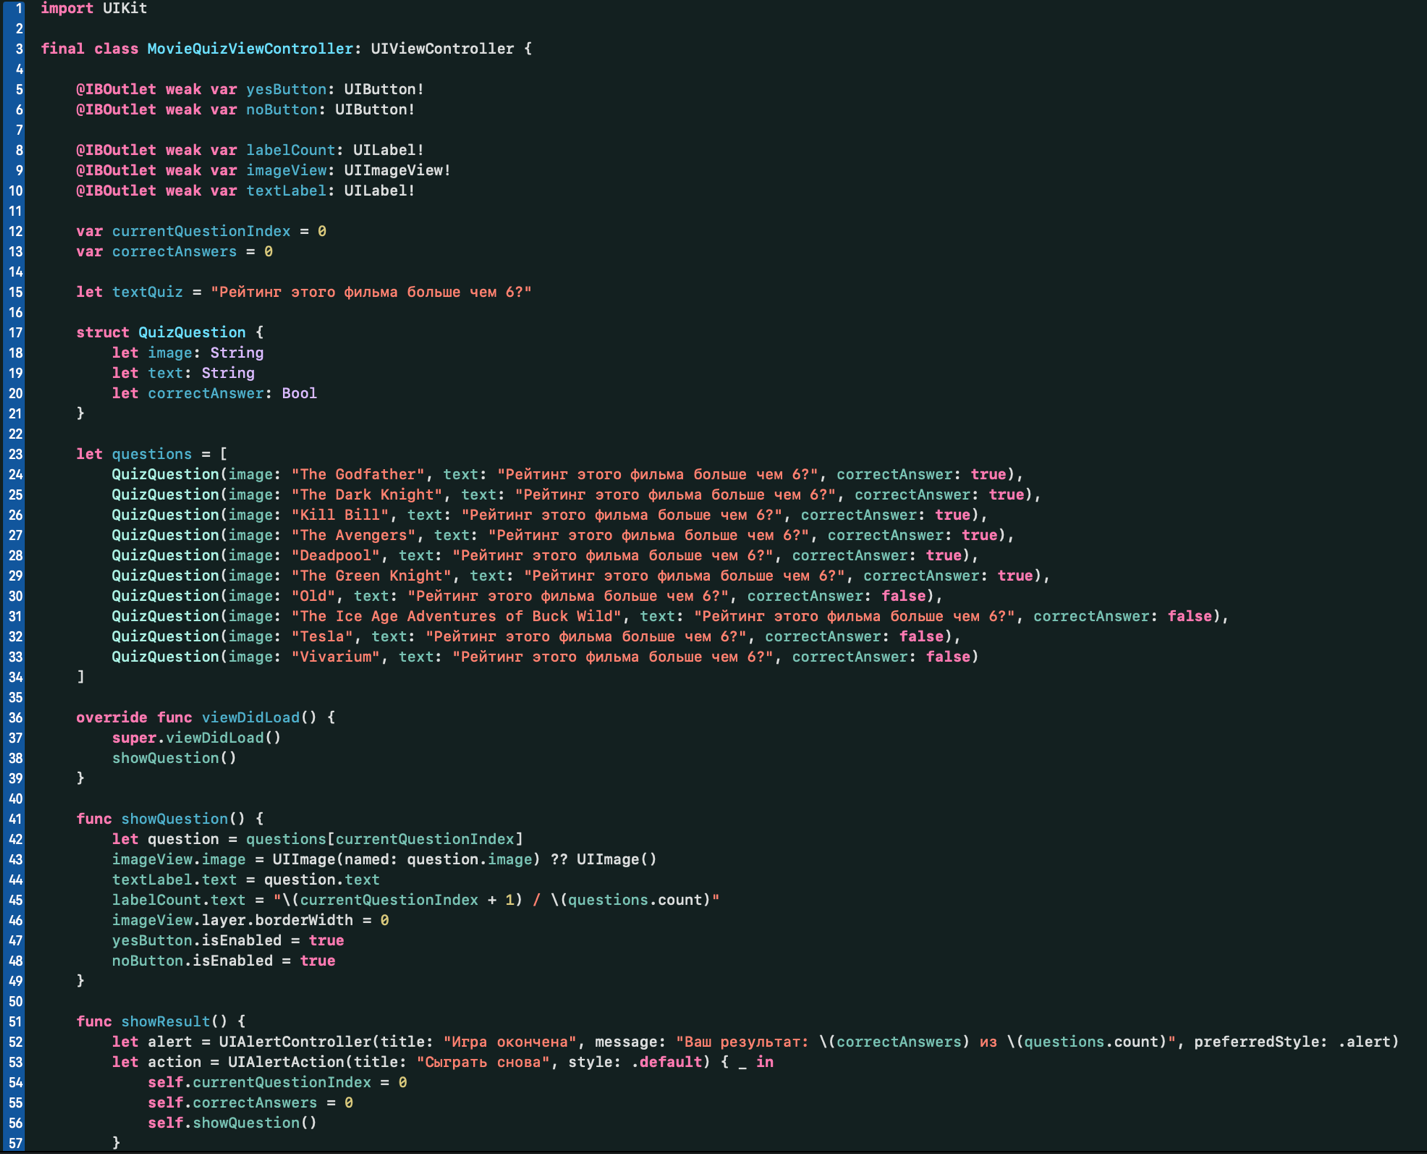 1 import UIKit
2
3 final class MovieQuizViewController: UIViewController {
4
5     @IBOutlet weak var yesButton: UIButton!
6     @IBOutlet weak var noButton: UIButton!
7
8     @IBOutlet weak var labelCount: UILabel!
9     @IBOutlet weak var imageView: UIImageView!
10     @IBOutlet weak var textLabel: UILabel!
11
12     var currentQuestionIndex = 0
13     var correctAnswers = 0
14
15     let textQuiz = "Рейтинг этого фильма больше чем 6?"
16
17     struct QuizQuestion {
18         let image: String
19         let text: String
20         let correctAnswer: Bool
21     }
22
23     let questions = [
24         QuizQuestion(image: "The Godfather", text: "Рейтинг этого фильма больше чем 6?", correctAnswer: true),
25         QuizQuestion(image: "The Dark Knight", text: "Рейтинг этого фильма больше чем 6?", correctAnswer: true),
26         QuizQuestion(image: "Kill Bill", text: "Рейтинг этого фильма больше чем 6?", correctAnswer: true),
27         QuizQuestion(image: "The Avengers", text: "Рейтинг этого фильма больше чем 6?", correctAnswer: true),
28         QuizQuestion(image: "Deadpool", text: "Рейтинг этого фильма больше чем 6?", correctAnswer: true),
29         QuizQuestion(image: "The Green Knight", text: "Рейтинг этого фильма больше чем 6?", correctAnswer: true),
30         QuizQuestion(image: "Old", text: "Рейтинг этого фильма больше чем 6?", correctAnswer: false),
31         QuizQuestion(image: "The Ice Age Adventures of Buck Wild", text: "Рейтинг этого фильма больше чем 6?", correctAnswer: false),
32         QuizQuestion(image: "Tesla", text: "Рейтинг этого фильма больше чем 6?", correctAnswer: false),
33         QuizQuestion(image: "Vivarium", text: "Рейтинг этого фильма больше чем 6?", correctAnswer: false)
34     ]
35
36     override func viewDidLoad() {
37         super.viewDidLoad()
38         showQuestion()
39     }
40
41     func showQuestion() {
42         let question = questions[currentQuestionIndex]
43         imageView.image = UIImage(named: question.image) ?? UIImage()
44         textLabel.text = question.text
45         labelCount.text = "\(currentQuestionIndex + 1) / \(questions.count)"
46         imageView.layer.borderWidth = 0
47         yesButton.isEnabled = true
48         noButton.isEnabled = true
49     }
50
51     func showResult() {
52         let alert = UIAlertController(title: "Игра окончена", message: "Ваш результат: \(correctAnswers) из \(questions.count)", preferredStyle: .alert)
53         let action = UIAlertAction(title: "Сыграть снова", style: .default) { _ in
54             self.currentQuestionIndex = 0
55             self.correctAnswers = 0
56             self.showQuestion()
57         }